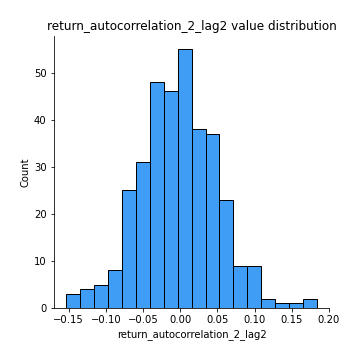 return_autocorrelation_2_lag2 value distribution
50
40
30
20
10
0
Count
−0.15 −0.10 −0.05 0.00 0.05 0.10 0.15 0.20
return_autocorrelation_2_lag2